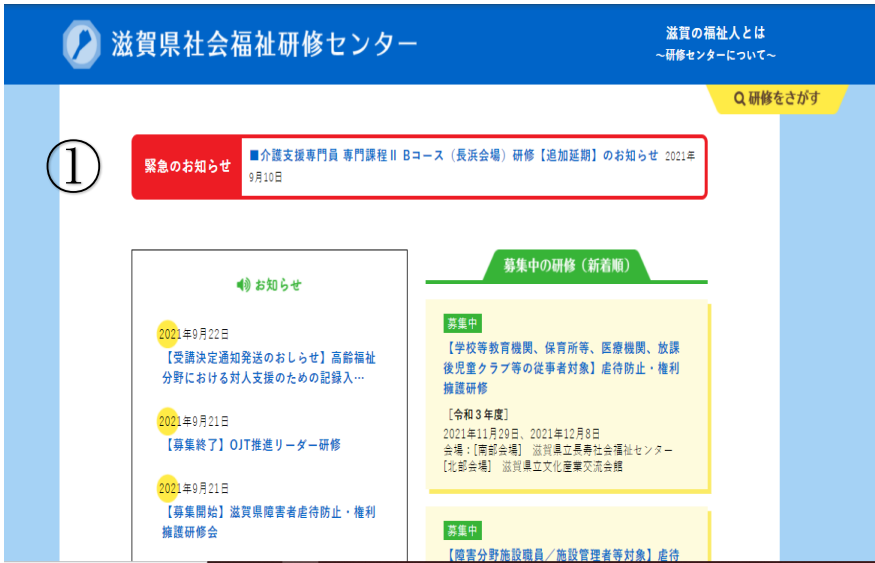 滋賀県社会福祉研修センター
滋賀の福祉人とは
~研修センターについて~
研修をさがす
①
緊急のお知らせ
■介護支援専門員 専門課程Ⅱ Bコース（長浜会場）研修【追加延期】のお知らせ 2021年
9月10日
お知らせ
2021年9月22日
【受講決定通知発送のおしらせ】高齢福祉
分野における対人支援のための記録入…
2021年9月21日
【募集終了】OJT推進リーダー研修
2021年9月21日
【募集開始】滋賀県障害者虐待防止・権利
擁護研修会
募集中の研修（新着順）
募集中
【学校等教育機関、保育所等、医療機関、放課
後児童クラブ等の従事者対象】虐待防止・権利
擁護研修
［令和３年度］
2021年11月29日、2021年12月8日
会場：[南部会場]　滋賀県立長寿社会福祉センター
[北部会場]　滋賀県立文化産業交流会館
募集中
【障害分野施設職員／施設管理者等対象】虐待